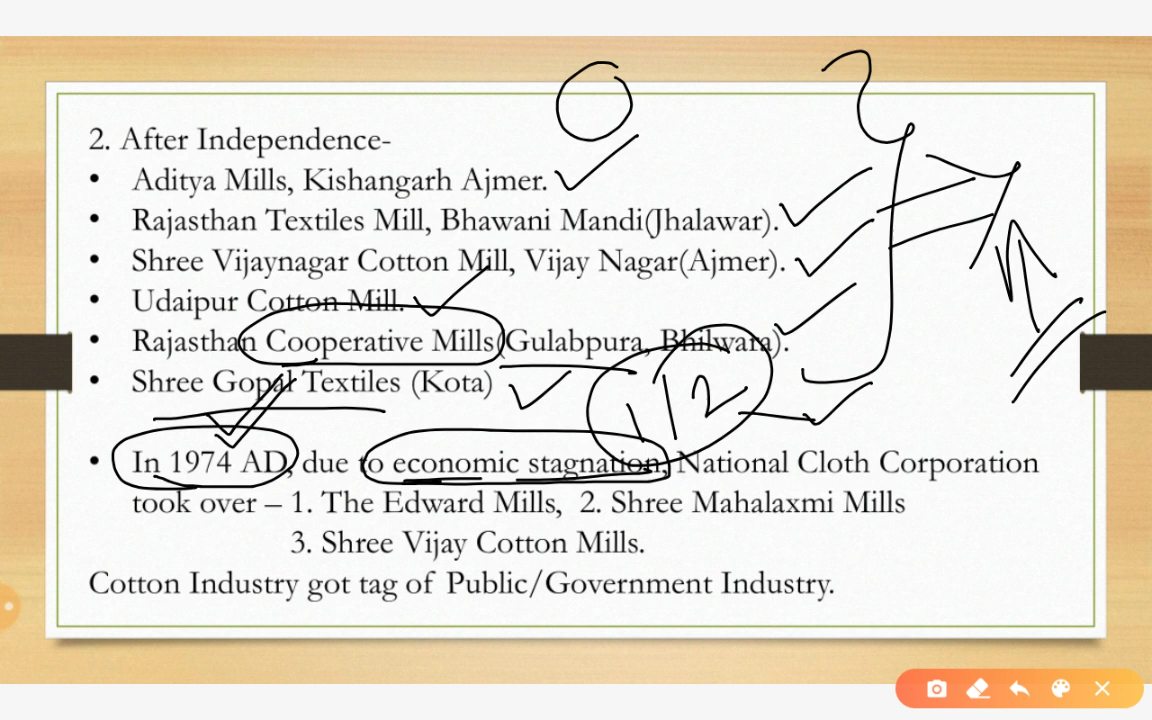 2. After Independence-
• Aditya Mills, Kishangarh Ajmer.
• Rajasthan Textiles Mill, Bhawani Mandi(Jhalawar).
• Shree Vijaynagar Cotton Mill, Vijay Nagar(Ajmer).
• Udaipur Cotton Mill.
• Rajasthan Cooperative Mills(Gulabpura, Bhilwara).
• Shree Gopal Textiles (Kota)
112
• In 1974 AD, due to economic stagnation, National Cloth Corporation
took over – 1. The Edward Mills, 2. Shree Mahalaxmi Mills
3. Shree Vijay Cotton Mills.
Cotton Industry got tag of Public/Government Industry.